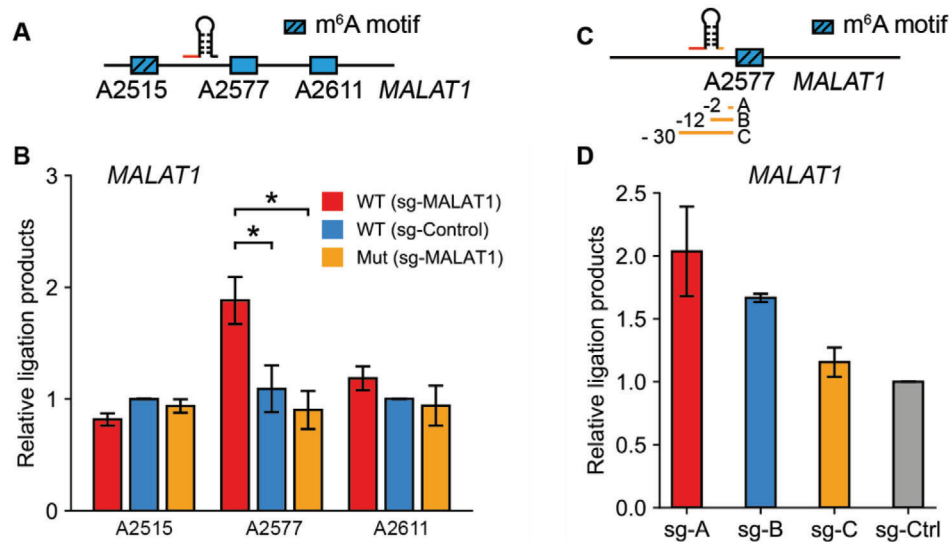 A
m⁶A motif
A2515 A2577 A2611 MALAT1
B
MALAT1
3
2
1
0
Relative ligation products
WT (sg-MALAT1)
WT (sg-Control)
Mut (sg-MALAT1)
*
*
A2515 A2577 A2611
C
m⁶A motif
A2577 MALAT1
-2 A
-12 B
- 30 C
D
MALAT1
2.5
2.0
1.5
1.0
0.5
0.0
Relative ligation products
sg-A sg-B sg-C sg-Ctrl